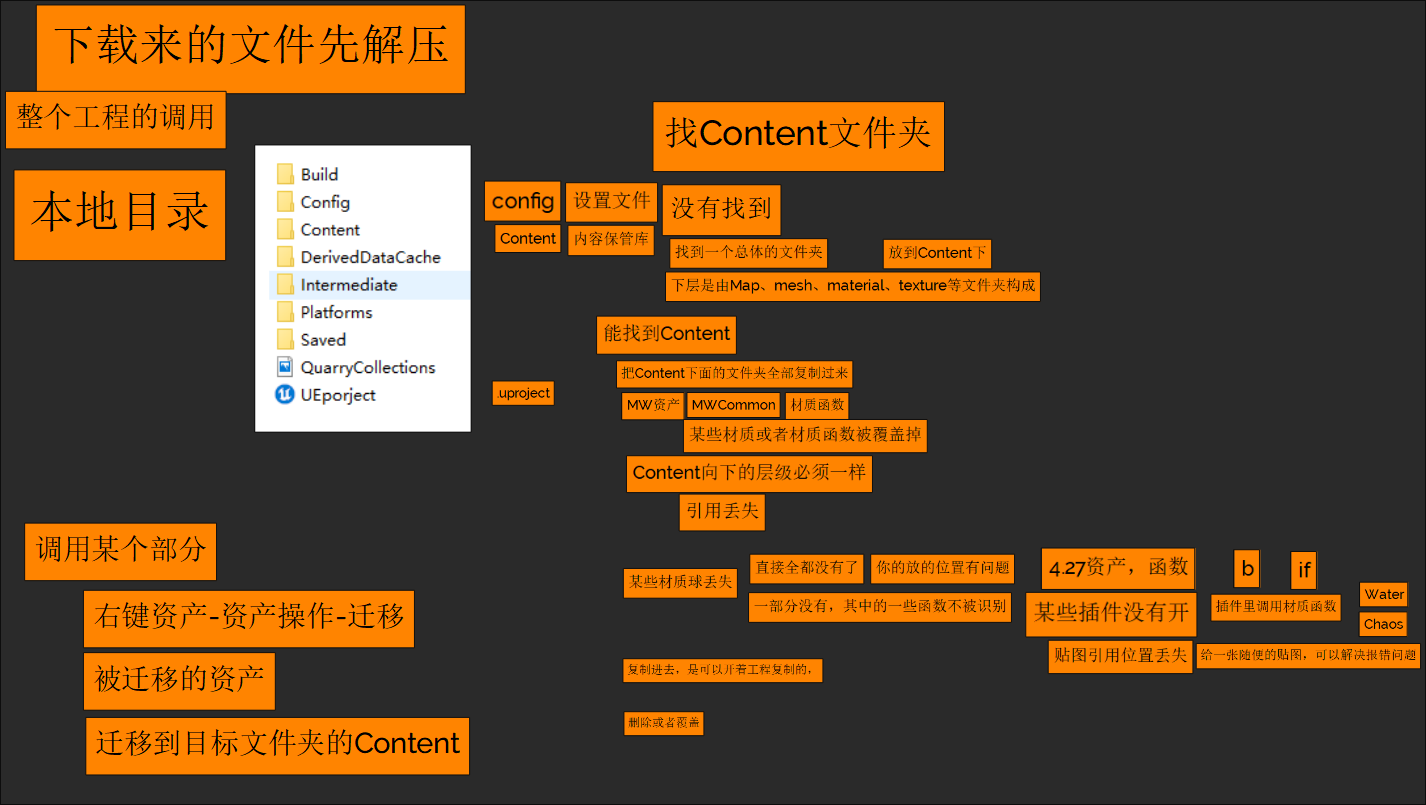 下载来的文件先解压
整个工程的调用
本地目录
Build
Config
Content
DerivedDataCache
Intermediate
Platforms
Saved
QuarryCollections
UEporject
找Content文件夹
config
设置文件
没有找到
Content
内容保管库
找到一个总体的文件夹
放到Content下
下层是由Map、mesh、material、texture等文件夹构成
能找到Content
.uproject
把Content下面的文件夹全部复制过来
MW资产
MWCommon
材质函数
某些材质或者材质函数被覆盖掉
Content向下的层级必须一样
引用丢失
调用某个部分
右键资产-资产操作-迁移
被迁移的资产
迁移到目标文件夹的Content
某些材质球丢失
直接全都没有了
你的放的位置有问题
一部分没有，其中的一些函数不被识别
4.27资产，函数
b
if
某些插件没有开
插件里调用材质函数
Water
Chaos
贴图引用位置丢失
给一张随便的贴图，可以解决报错问题
复制进去，是可以开着工程复制的，
删除或者覆盖